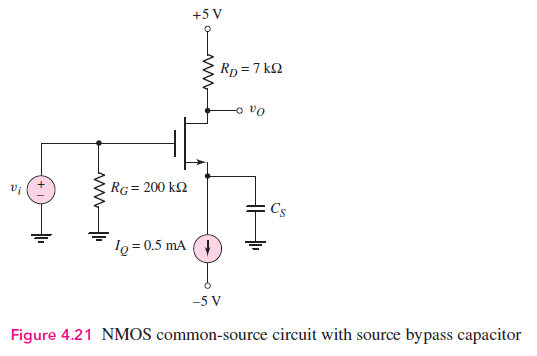 +5 V
R_D = 7 kΩ
v_O
v_i
+
−
R_G = 200 kΩ
C_S
I_Q = 0.5 mA
−5 V
Figure 4.21 NMOS common-source circuit with source bypass capacitor